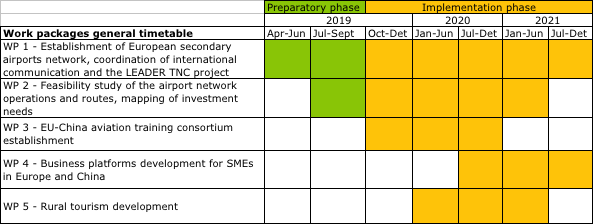 Preparatory phase Implementation phase
2019 2020 2021
Work packages general timetable Apr-Jun Jul-Sept Oct-Det Jan-Jun Jul-Det Jan-Jun Jul-Det
WP 1 - Establishment of European secondary
airports network, coordination of international
communication and the LEADER TNC project
WP 2 - Feasibility study of the airport network
operations and routes, mapping of investment
needs
WP 3 - EU-China aviation training consortium
establishment
WP 4 - Business platforms development for SMEs
in Europe and China
WP 5 - Rural tourism development